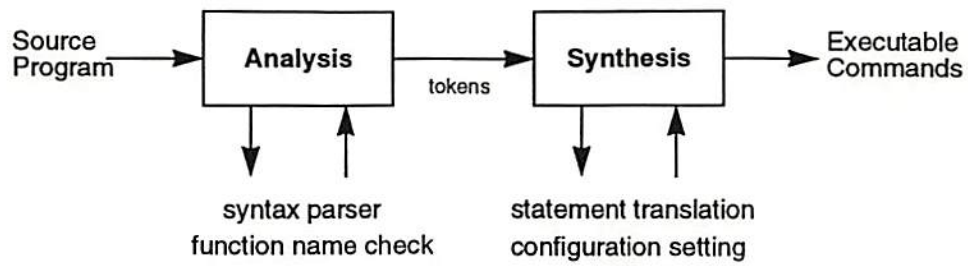 Source
Program
Analysis
tokens
Synthesis
Executable
Commands
syntax parser
function name check
statement translation
configuration setting